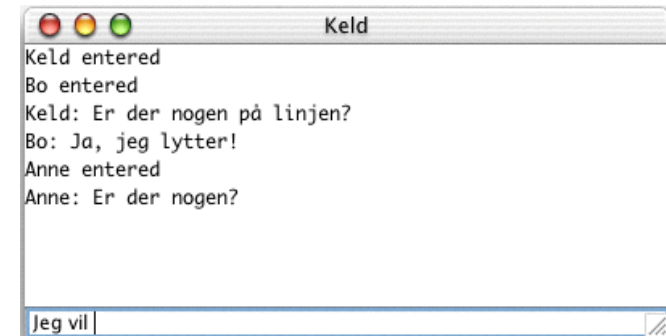 Keld
Keld entered
Bo entered
Keld: Er der nogen på linjen?
Bo: Ja, jeg lytter!
Anne entered
Anne: Er der nogen?
Jeg vil